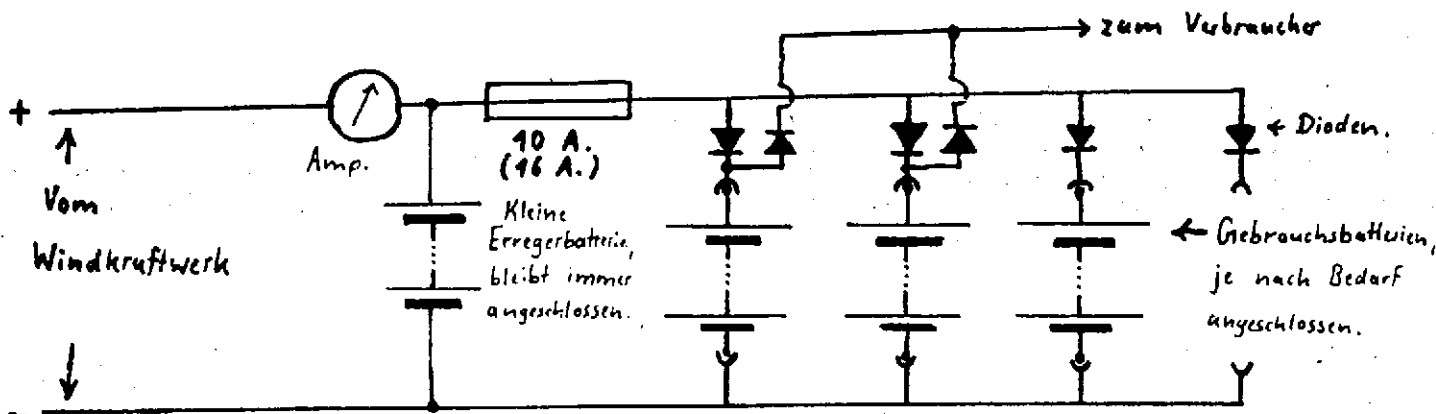 zum Verbraucher
+
Amp.
10 A.
(16 A.)
← Dioden.
Vom
Windkraftwerk
Kleine
Erregerbatterie,
bleibt immer
angeschlossen.
← Gebrauchsbatterien,
je nach Bedarf
angeschlossen.
-